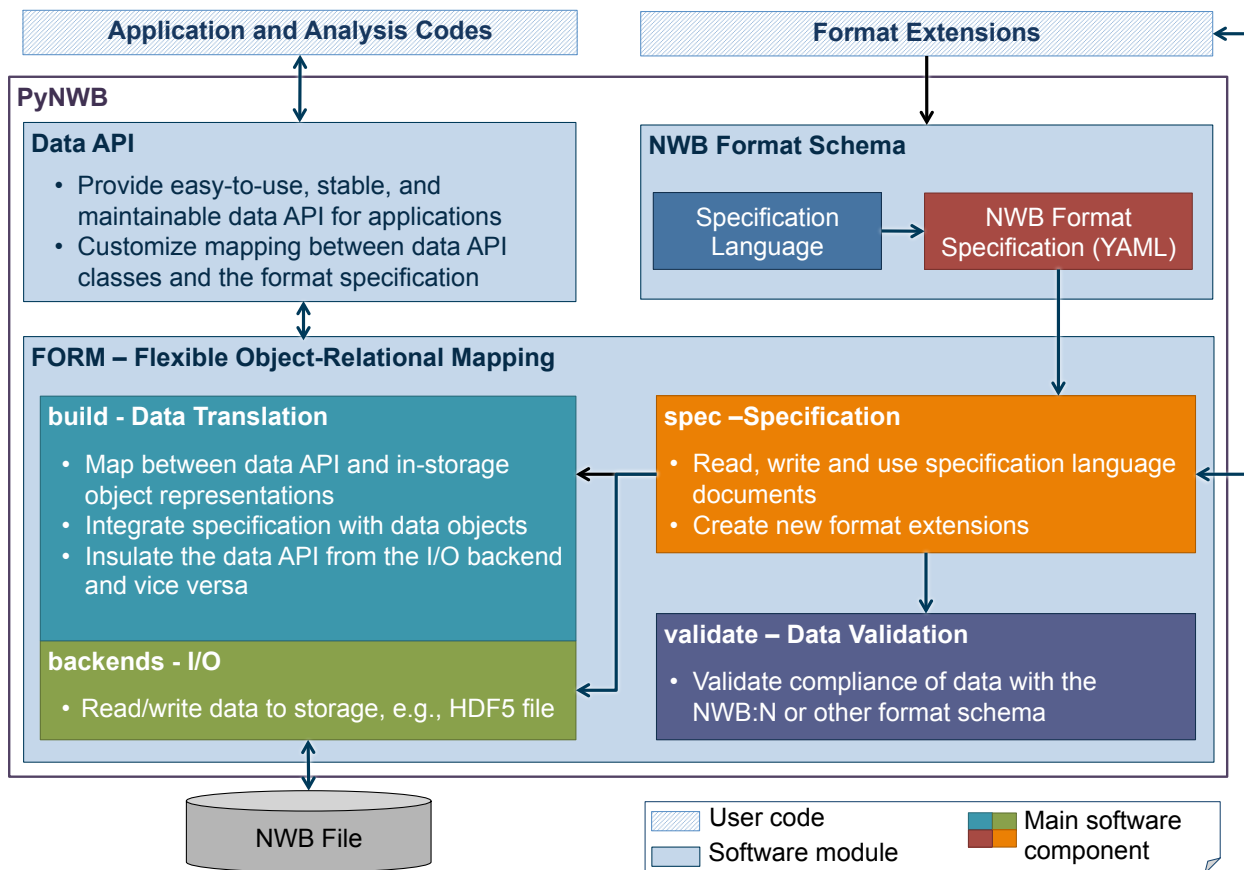 Application and Analysis Codes
Format Extensions
PyNWB
Data API
• Provide easy-to-use, stable, and
maintainable data API for applications
• Customize mapping between data API
classes and the format specification
NWB Format Schema
Specification
Language
NWB Format
Specification (YAML)
FORM – Flexible Object-Relational Mapping
build - Data Translation
• Map between data API and in-storage
object representations
• Integrate specification with data objects
• Insulate the data API from the I/O backend
and vice versa
backends - I/O
• Read/write data to storage, e.g., HDF5 file
spec –Specification
• Read, write and use specification language
documents
• Create new format extensions
validate – Data Validation
• Validate compliance of data with the
NWB:N or other format schema
NWB File
User code
Software module
Main software
component